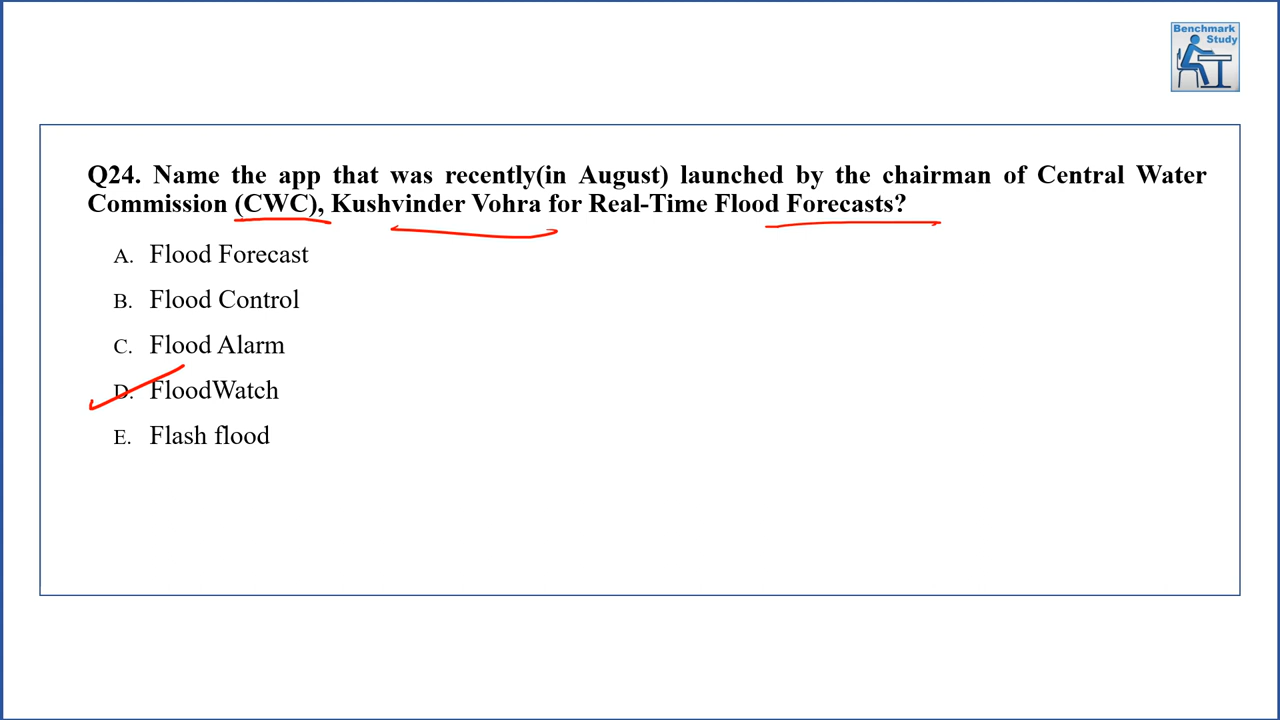 Benchmark
Study
Q24. Name the app that was recently(in August) launched by the chairman of Central Water
Commission (CWC), Kushvinder Vohra for Real-Time Flood Forecasts?
A. Flood Forecast
B. Flood Control
C. Flood Alarm
D. FloodWatch
E. Flash flood